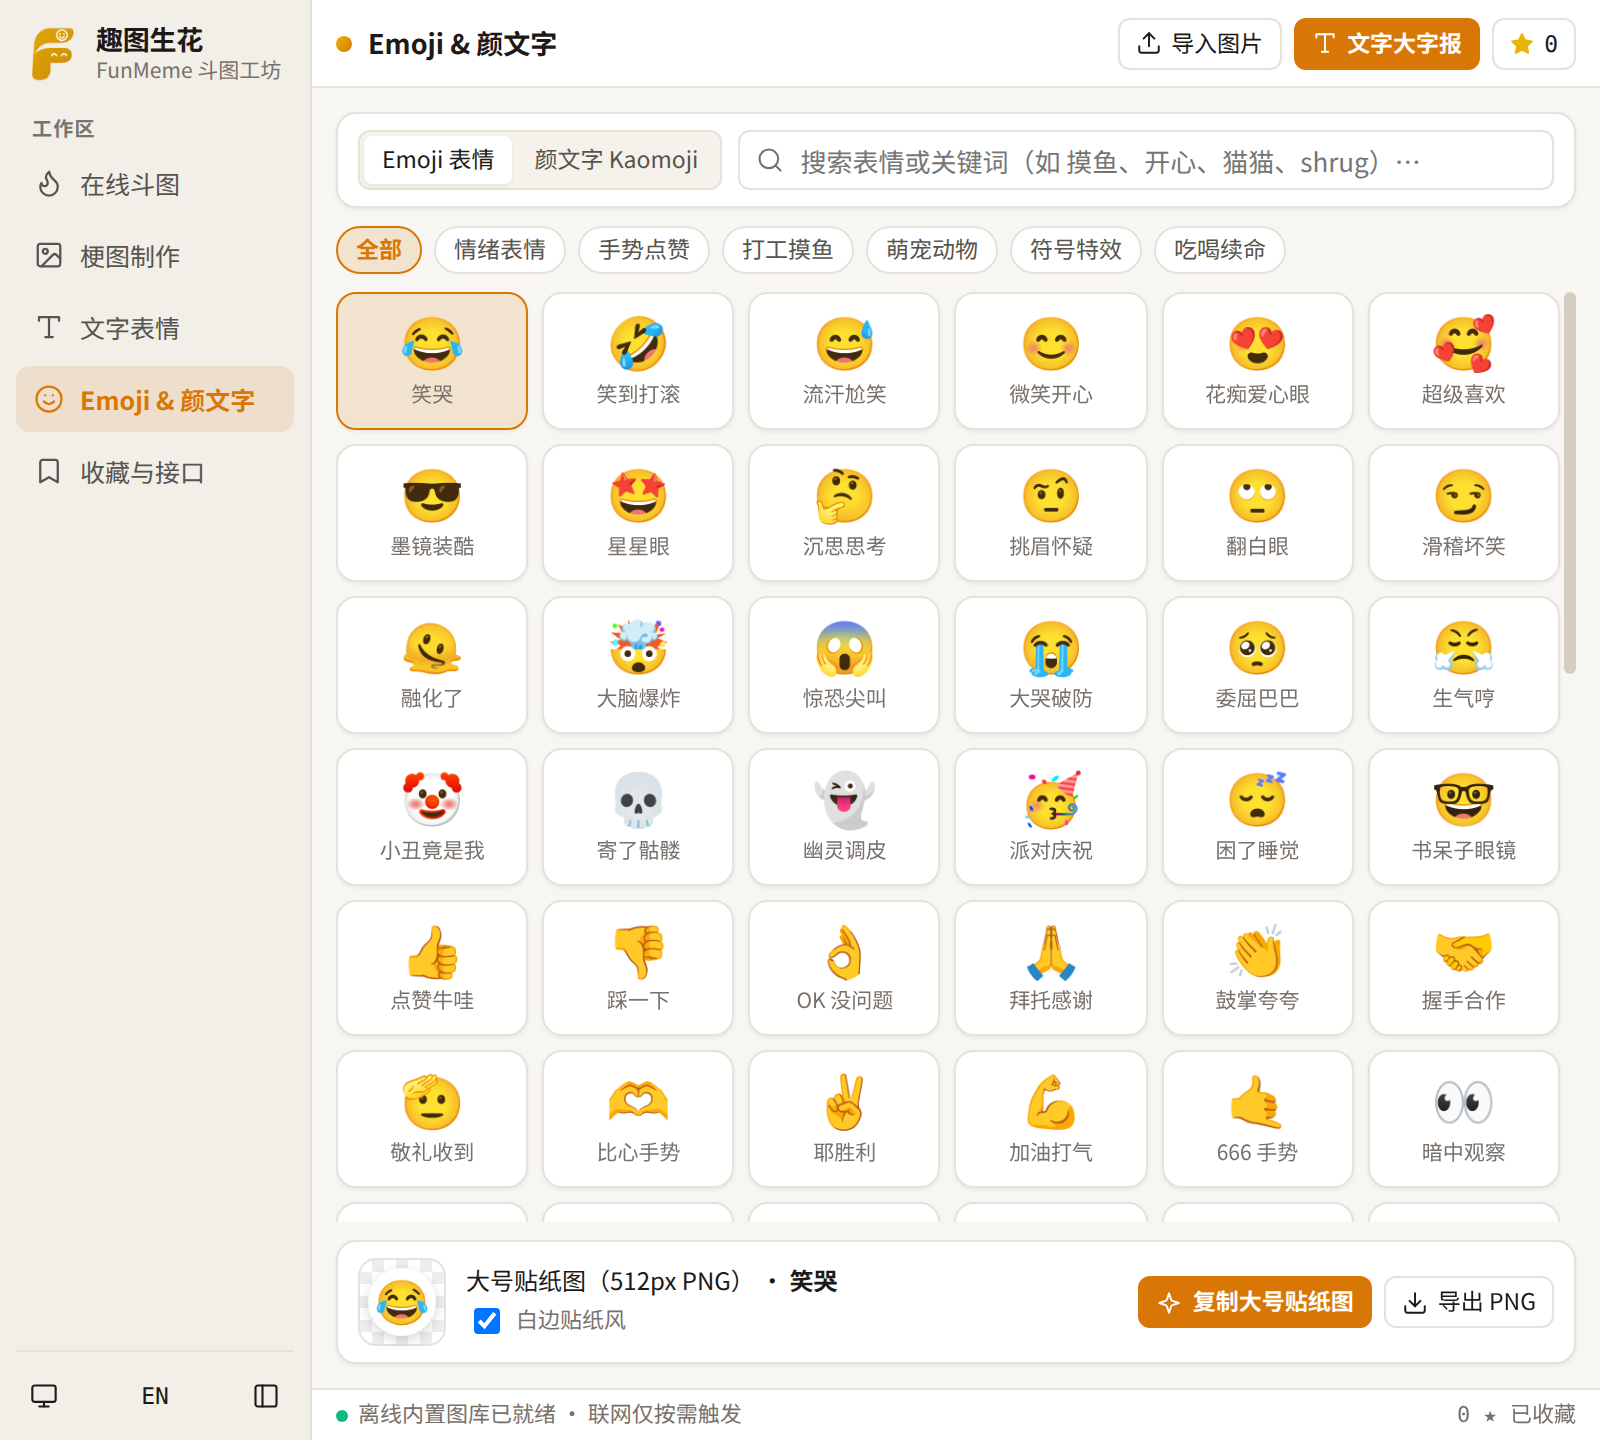 趣图生花
FunMeme 斗图工坊
工作区
在线斗图
梗图制作
文字表情
Emoji & 颜文字
收藏与接口
EN
Emoji & 颜文字
导入图片
文字大字报
0
Emoji 表情
颜文字 Kaomoji
搜索表情或关键词（如 摸鱼、开心、猫猫、shrug）…
全部
情绪表情
手势点赞
打工摸鱼
萌宠动物
符号特效
吃喝续命
笑哭
笑到打滚
流汗尬笑
微笑开心
花痴爱心眼
超级喜欢
墨镜装酷
星星眼
沉思思考
挑眉怀疑
翻白眼
滑稽坏笑
融化了
大脑爆炸
惊恐尖叫
大哭破防
委屈巴巴
生气哼
小丑竟是我
寄了骷髅
幽灵调皮
派对庆祝
困了睡觉
书呆子眼镜
点赞牛哇
踩一下
OK 没问题
拜托感谢
鼓掌夸夸
握手合作
敬礼收到
比心手势
耶胜利
加油打气
666 手势
暗中观察
大号贴纸图（512px PNG） · 笑哭
白边贴纸风
复制大号贴纸图
导出 PNG
离线内置图库已就绪 · 联网仅按需触发
0 ★ 已收藏